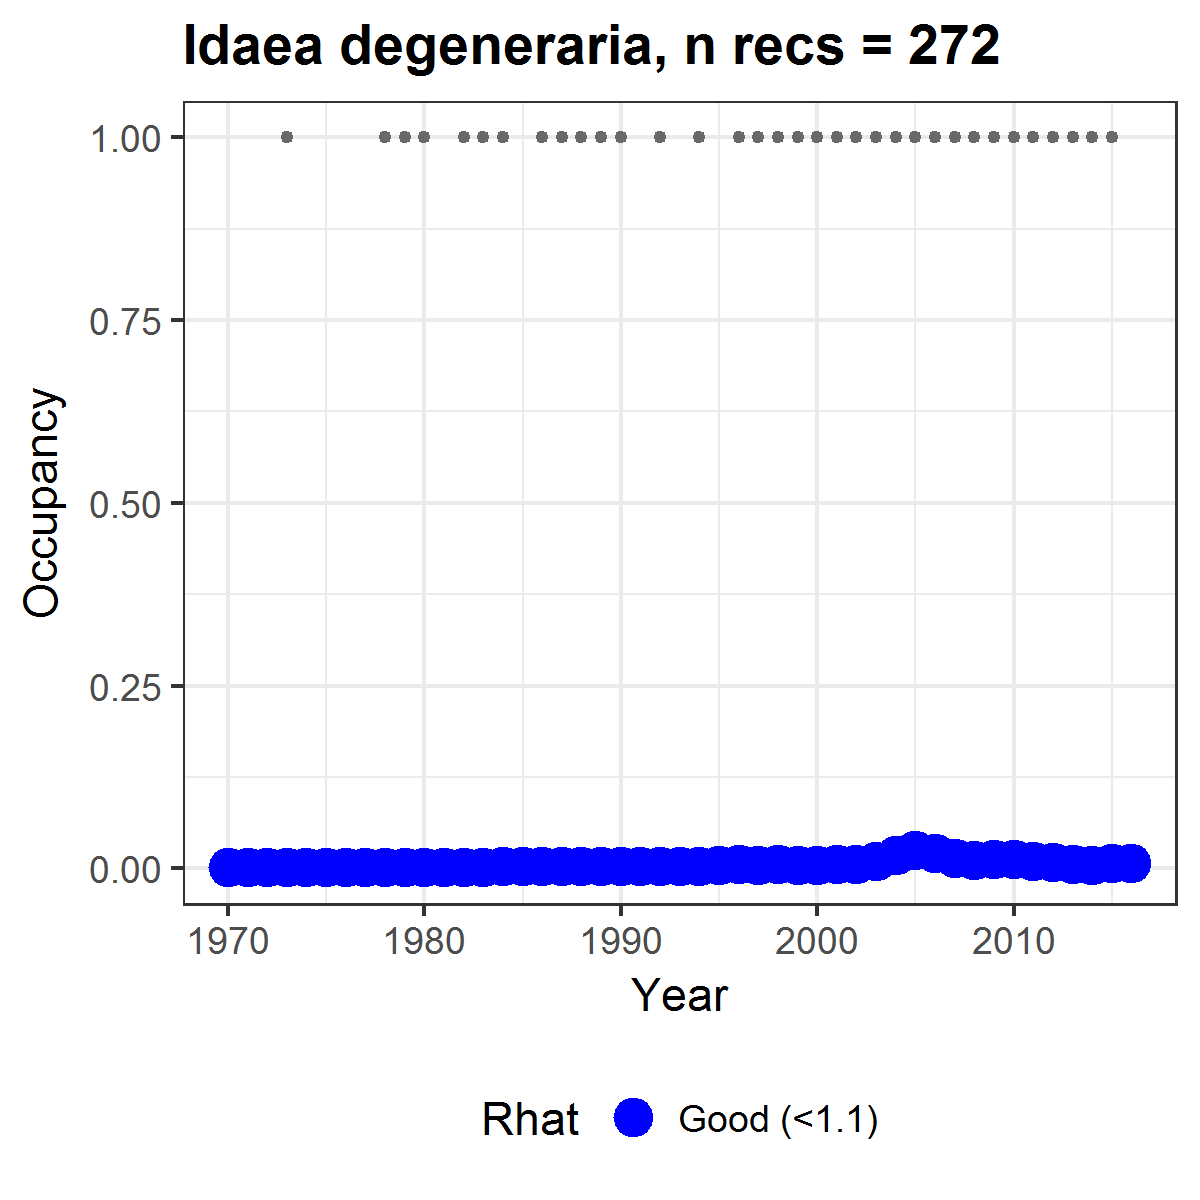 Idaea degeneraria, n recs = 272
1.00
0.75
0.50
0.25
0.00
Occupancy
1970 1980 1990 2000 2010
Year
Rhat Good (<1.1)